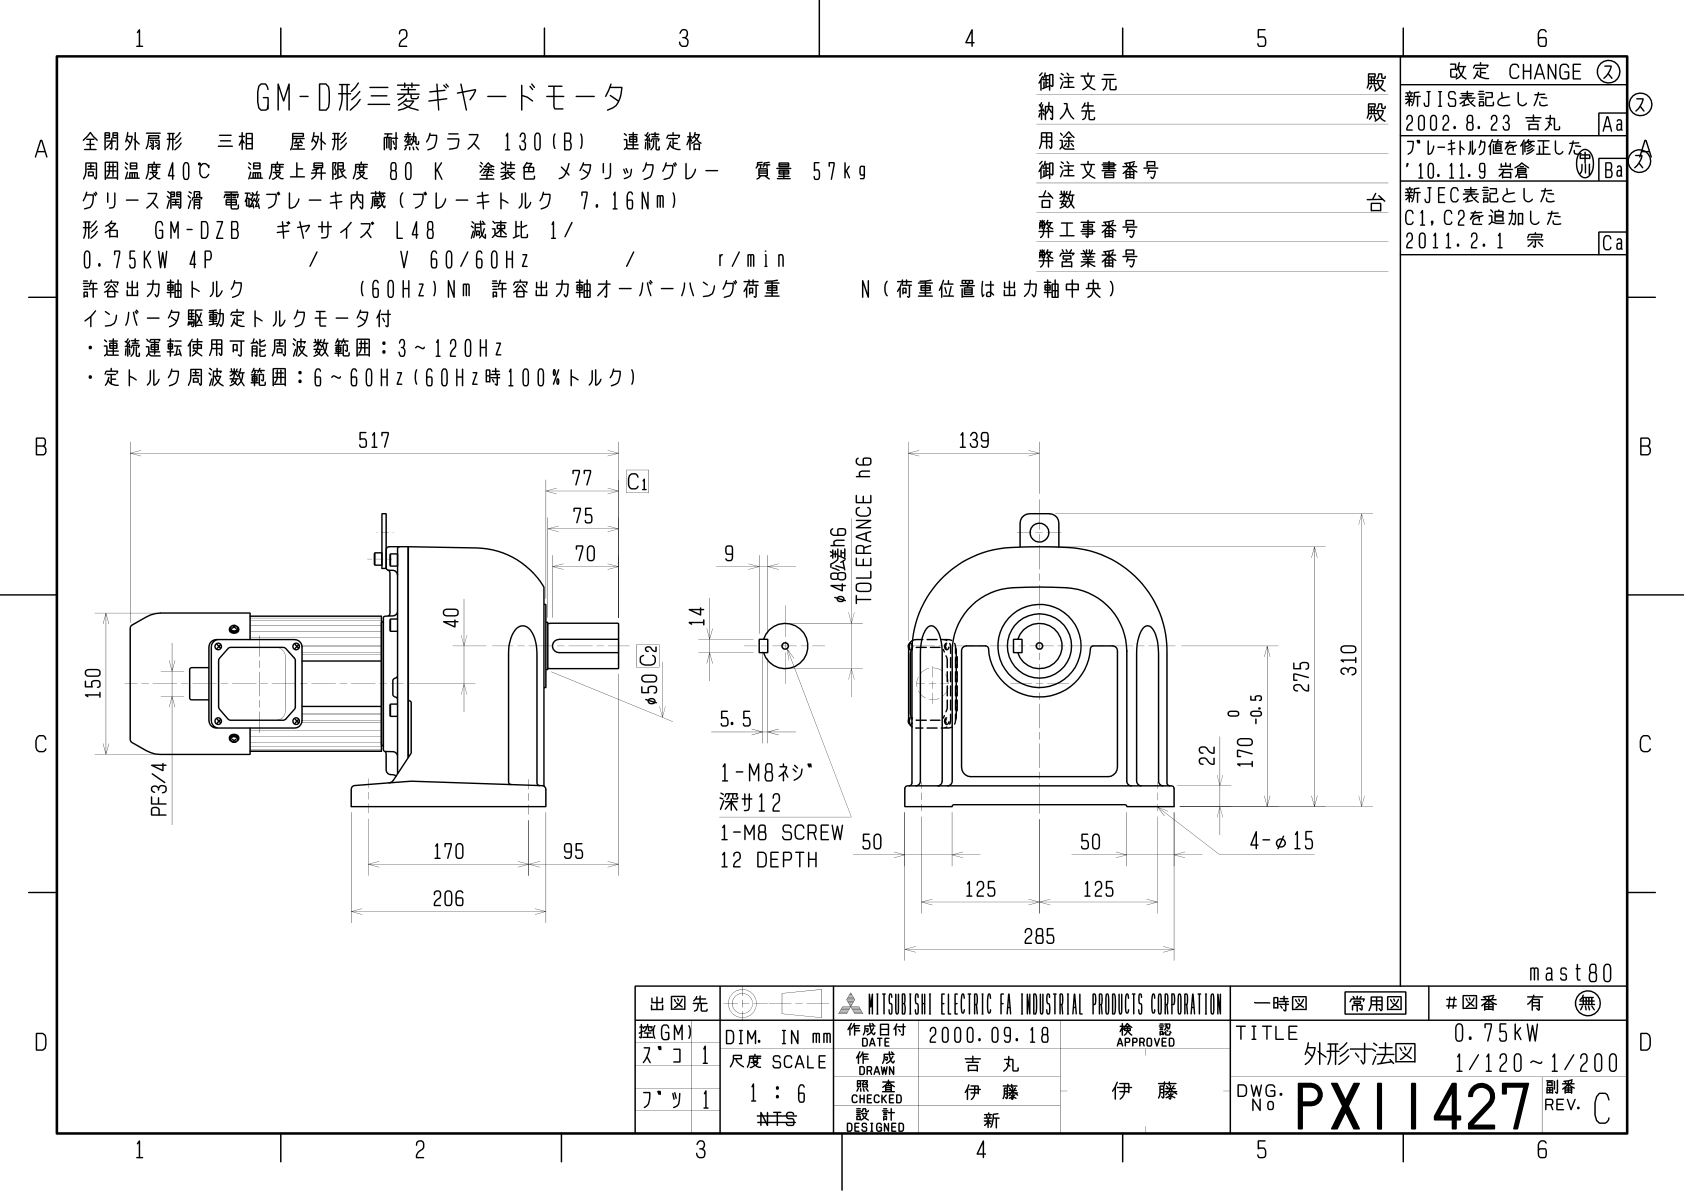 1 2 3 4 5 6
GM-D形三菱ギヤードモータ
全閉外扇形 三相 屋外形 耐熱クラス 130(B) 連続定格
周囲温度40℃ 温度上昇限度 80 K 塗装色 メタリックグレー 質量 57kg
グリース潤滑 電磁ブレーキ内蔵(ブレーキトルク 7.16Nm)
形名 GM-DZB ギヤサイズ L48 減速比 1/
0.75KW 4P / V 60/60Hz / r/min
許容出力軸トルク (60Hz)Nm 許容出力軸オーバーハング荷重 N(荷重位置は出力軸中央)
インバータ駆動定トルクモータ付
・連続運転使用可能周波数範囲:3~120Hz
・定トルク周波数範囲:6~60Hz(60Hz時100%トルク)
御注文元 殿
納入先 殿
用途
御注文書番号
台数 台
弊工事番号
弊営業番号
改定 CHANGE ス
新JIS表記とした
2002.8.23 吉丸 Aa
ス
ブレーキトルク値を修正した
'10.11.9 岩倉 Ba
ス
新JEC表記とした
C1,C2を追加した
2011.2.1 宗 Ca
A
B
C
D
A
B
C
D
517
77 C1
75
70
40
150
PF3/4
φ50 C2
170 95
206
9
14
5.5
φ48公差h6
TOLERANCE h6
1-M8ネジ
深サ12
1-M8 SCREW
12 DEPTH
139
310
275
170 0 -0.5
22
50 50
4-φ15
125 125
285
mast80
出図先
控(GM)
スコ 1
ブツ 1
DIM. IN mm
尺度 SCALE
1 : 6
NTS
MITSUBISHI ELECTRIC FA INDUSTRIAL PRODUCTS CORPORATION
作成日付 DATE 2000.09.18
作成 DRAWN 吉丸
照査 CHECKED 伊藤
設計 DESIGNED 新
検認 APPROVED
伊藤
一時図 常用図 #図番 有 無
TITLE 外形寸法図
0.75kW
1/120~1/200
DWG. No PX11427
副番 REV. C
1 2 3 4 5 6